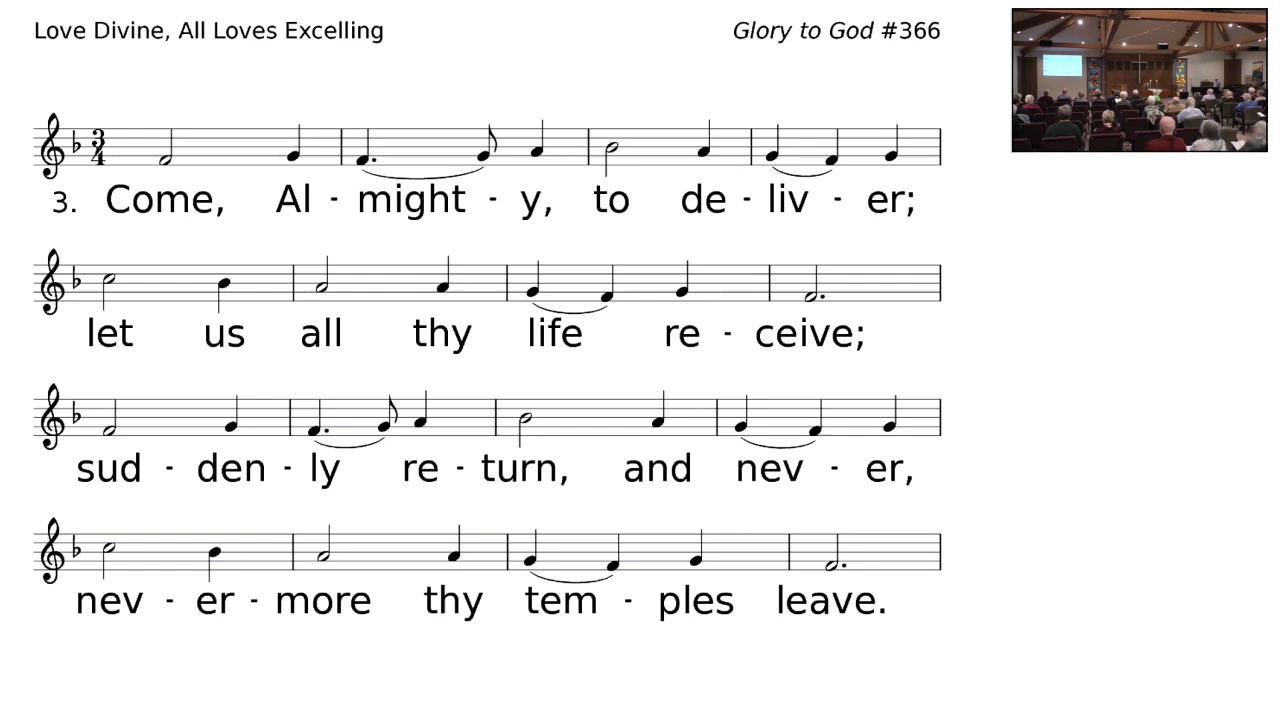 Love Divine, All Loves Excelling
Glory to God #366
3. Come, Al - might - y, to de - liv - er;
let us all thy life re - ceive;
sud - den - ly re - turn, and nev - er,
nev - er - more thy tem - ples leave.